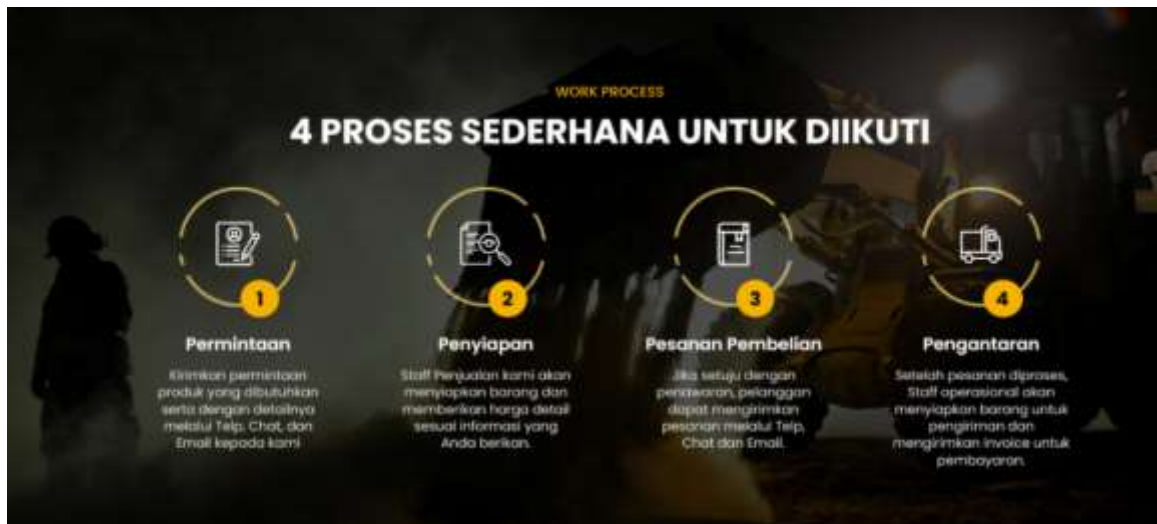 WORK PROCESS
4 PROSES SEDERHANA UNTUK DIIKUTI
1
Permintaan
Kirimkan permintaan
produk yang dibutuhkan
serta dengan detailnya
melalui Telp, Chat, dan
Email kepada kami
2
Penyiapan
Staff Penjualan kami akan
menyiapkan barang dan
memberikan harga detail
sesuai informasi yang
Anda berikan.
3
Pesanan Pembelian
Jika setuju dengan
penawaran, pelanggan
dapat mengirimkan
pesanan melalui Telp,
Chat dan Email.
4
Pengantaran
Setelah pesanan diproses,
Staff operasional akan
menyiapkan barang untuk
pengiriman dan
mengirimkan invoice untuk
pembayaran.